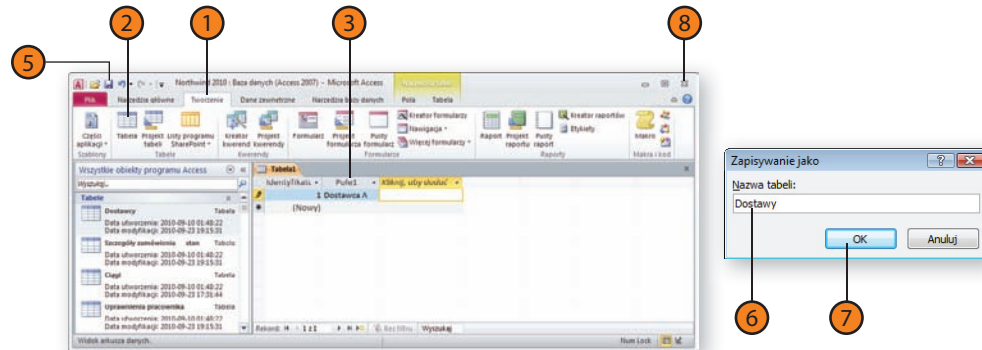 2 1 3 8
5
Northwind 2010 : Baza danych (Access 2007) - Microsoft Access
Plik Narzędzia główne Tworzenie Dane zewnętrzne Narzędzia bazy danych Pola Tabela
Części aplikacji
Tabela
Projekt tabeli
Listy programu SharePoint
Kreator kwerend
Projekt kwerendy
Formularz
Projekt formularza
Pusty formularz
Kreator formularzy
Nawigacja
Więcej formularzy
Raport
Projekt raportu
Pusty raport
Kreator raportów
Etykiety
Makro
Szablony Tabele Kwerendy Formularze Raporty Makra i kod
Wszystkie obiekty programu Access
Wyszukaj...
Tabele
Dostawcy Tabela
Data utworzenia: 2010-09-10 01:48:22
Data modyfikacji: 2010-09-23 19:15:31
Szczegóły zamówienia stan Tabela
Data utworzenia: 2010-09-10 01:48:22
Data modyfikacji: 2010-09-23 19:15:31
Ciągi Tabela
Data utworzenia: 2010-09-10 01:48:22
Data modyfikacji: 2010-09-23 17:31:44
Uprawnienia pracownika Tabela
Data utworzenia: 2010-09-10 01:48:22
Data modyfikacji: 2010-09-23 19:15:31
Tabela1
Identyfikato Pole1 Kliknij, aby dodać
1 Dostawca A
(Nowy)
Rekord: 1 z 1 Bez filtru Wyszukaj
Widok arkusza danych. Num Lock
Zapisywanie jako
Nazwa tabeli:
Dostawy
OK Anuluj
6 7